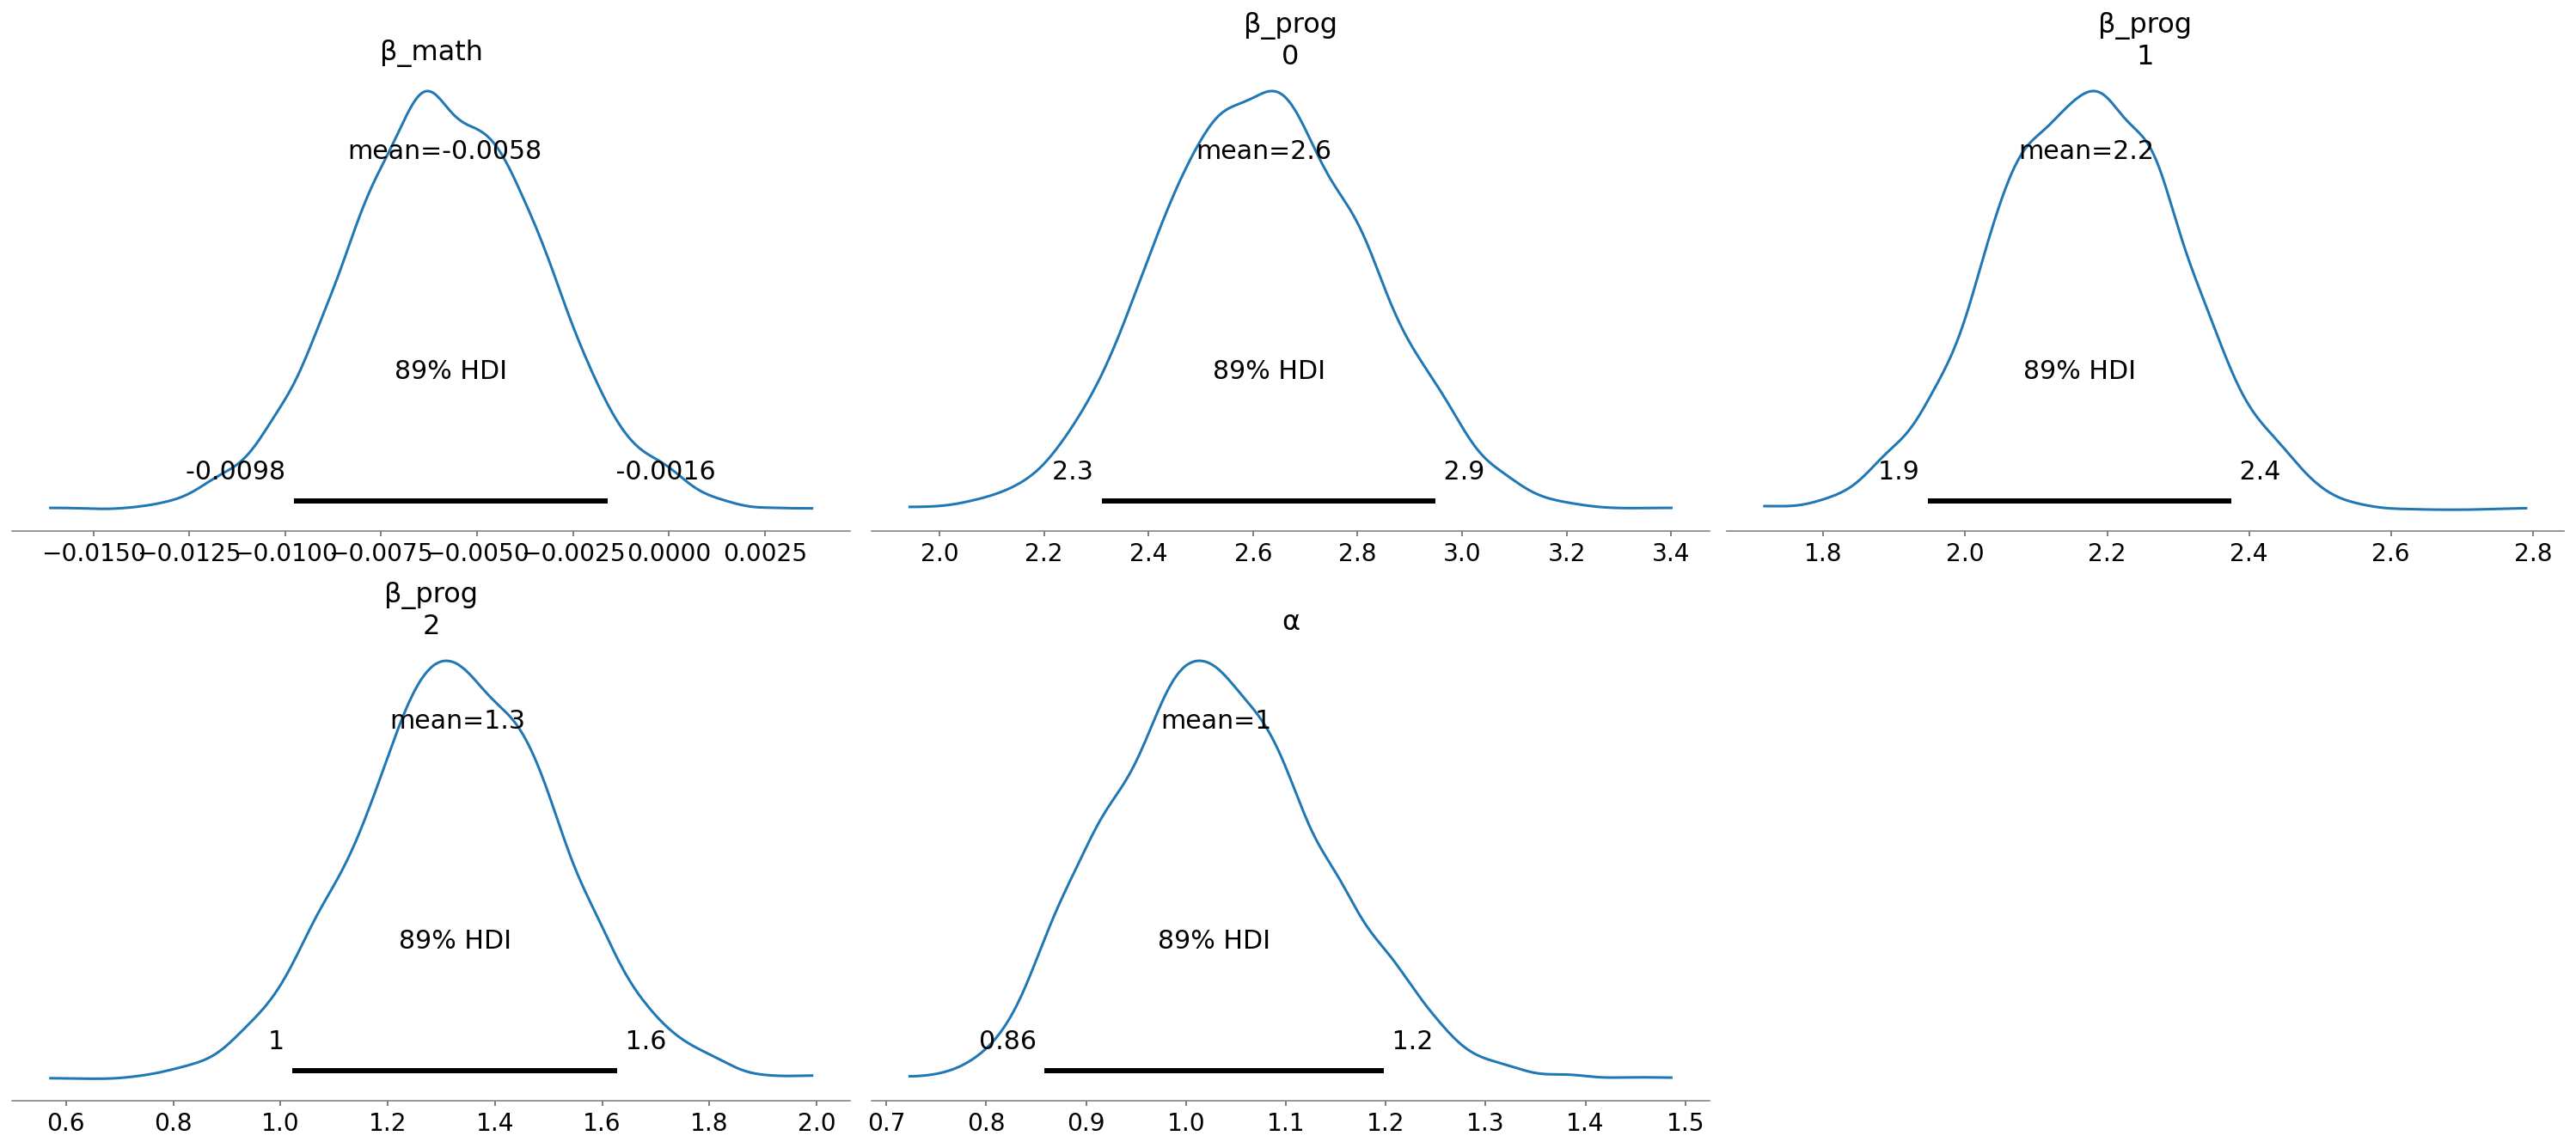 β_math
mean=-0.0058
89% HDI
-0.0098 -0.0016
−0.0150 −0.0125 −0.0100 −0.0075 −0.0050 −0.0025 0.0000 0.0025
β_prog
0
mean=2.6
89% HDI
2.3 2.9
2.0 2.2 2.4 2.6 2.8 3.0 3.2 3.4
β_prog
1
mean=2.2
89% HDI
1.9 2.4
1.8 2.0 2.2 2.4 2.6 2.8
β_prog
2
mean=1.3
89% HDI
1 1.6
0.6 0.8 1.0 1.2 1.4 1.6 1.8 2.0
α
mean=1
89% HDI
0.86 1.2
0.7 0.8 0.9 1.0 1.1 1.2 1.3 1.4 1.5